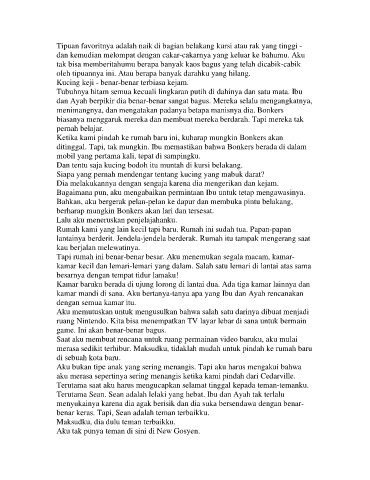 Tipuan favoritnya adalah naik di bagian belakang kursi atau rak yang tinggi -
dan kemudian melompat dengan cakar-cakarnya yang keluar ke bahumu. Aku
tak bisa memberitahumu berapa banyak kaos bagus yang telah dicabik-cabik
oleh tipuannya ini. Atau berapa banyak darahku yang hilang.
Kucing keji - benar-benar terbiasa kejam.
Tubuhnya hitam semua kecuali lingkaran putih di dahinya dan satu mata. Ibu
dan Ayah berpikir dia benar-benar sangat bagus. Mereka selalu mengangkatnya,
menimangnya, dan mengatakan padanya betapa manisnya dia. Bonkers
biasanya menggaruk mereka dan membuat mereka berdarah. Tapi mereka tak
pernah belajar.
Ketika kami pindah ke rumah baru ini, kuharap mungkin Bonkers akan
ditinggal. Tapi, tak mungkin. Ibu memastikan bahwa Bonkers berada di dalam
mobil yang pertama kali, tepat di sampingku.
Dan tentu saja kucing bodoh itu muntah di kursi belakang.
Siapa yang pernah mendengar tentang kucing yang mabuk darat?
Dia melakukannya dengan sengaja karena dia mengerikan dan kejam.
Bagaimana pun, aku mengabaikan permintaan Ibu untuk tetap mengawasinya.
Bahkan, aku bergerak pelan-pelan ke dapur dan membuka pintu belakang,
berharap mungkin Bonkers akan lari dan tersesat.
Lalu aku meneruskan penjelajahanku.
Rumah kami yang lain kecil tapi baru. Rumah ini sudah tua. Papan-papan
lantainya berderit. Jendela-jendela berderak. Rumah itu tampak mengerang saat
kau berjalan melewatinya.
Tapi rumah ini benar-benar besar. Aku menemukan segala macam, kamar-
kamar kecil dan lemari-lemari yang dalam. Salah satu lemari di lantai atas sama
besarnya dengan tempat tidur lamaku!
Kamar baruku berada di ujung lorong di lantai dua. Ada tiga kamar lainnya dan
kamar mandi di sana. Aku bertanya-tanya apa yang Ibu dan Ayah rencanakan
dengan semua kamar itu.
Aku memutuskan untuk mengusulkan bahwa salah satu darinya dibuat menjadi
ruang Nintendo. Kita bisa menempatkan TV layar lebar di sana untuk bermain
game. Ini akan benar-benar bagus.
Saat aku membuat rencana untuk ruang permainan video baruku, aku mulai
merasa sedikit terhibur. Maksudku, tidaklah mudah untuk pindah ke rumah baru
di sebuah kota baru.
Aku bukan tipe anak yang sering menangis. Tapi aku harus mengakui bahwa
aku merasa sepertinya sering menangis ketika kami pindah dari Cedarville.
Terutama saat aku harus mengucapkan selamat tinggal kepada teman-temanku.
Terutama Sean. Sean adalah lelaki yang hebat. Ibu dan Ayah tak terlalu
menyukainya karena dia agak berisik dan dia suka bersendawa dengan benar-
benar keras. Tapi, Sean adalah teman terbaikku.
Maksudku, dia dulu teman terbaikku.
Aku tak punya teman di sini di New Gosyen.